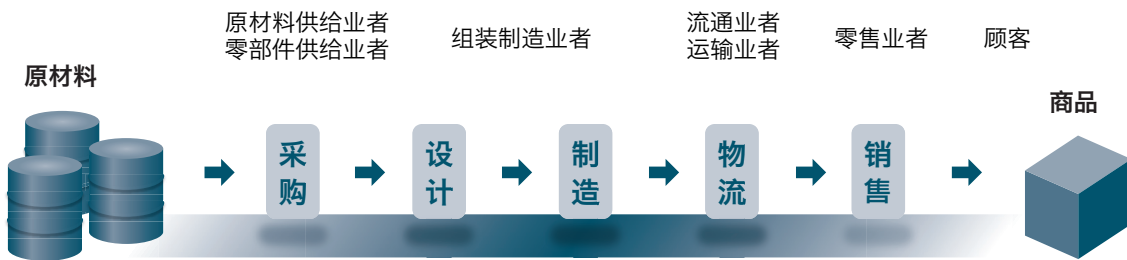 原材料供给业者
零部件供给业者
组装制造业者
流通业者
运输业者
零售业者
顾客
原材料
商品
采购
设计
制造
物流
销售